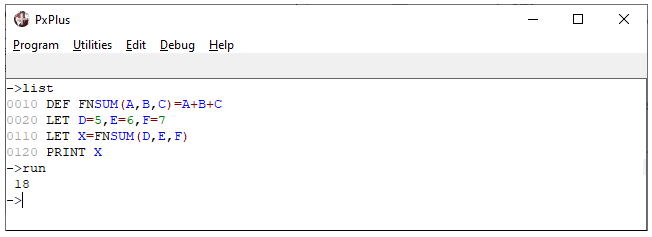 PxPlus
Program Utilities Edit Debug Help
->list
0010 DEF FNSUM(A,B,C)=A+B+C
0020 LET D=5,E=6,F=7
0110 LET X=FNSUM(D,E,F)
0120 PRINT X
->run
18
->